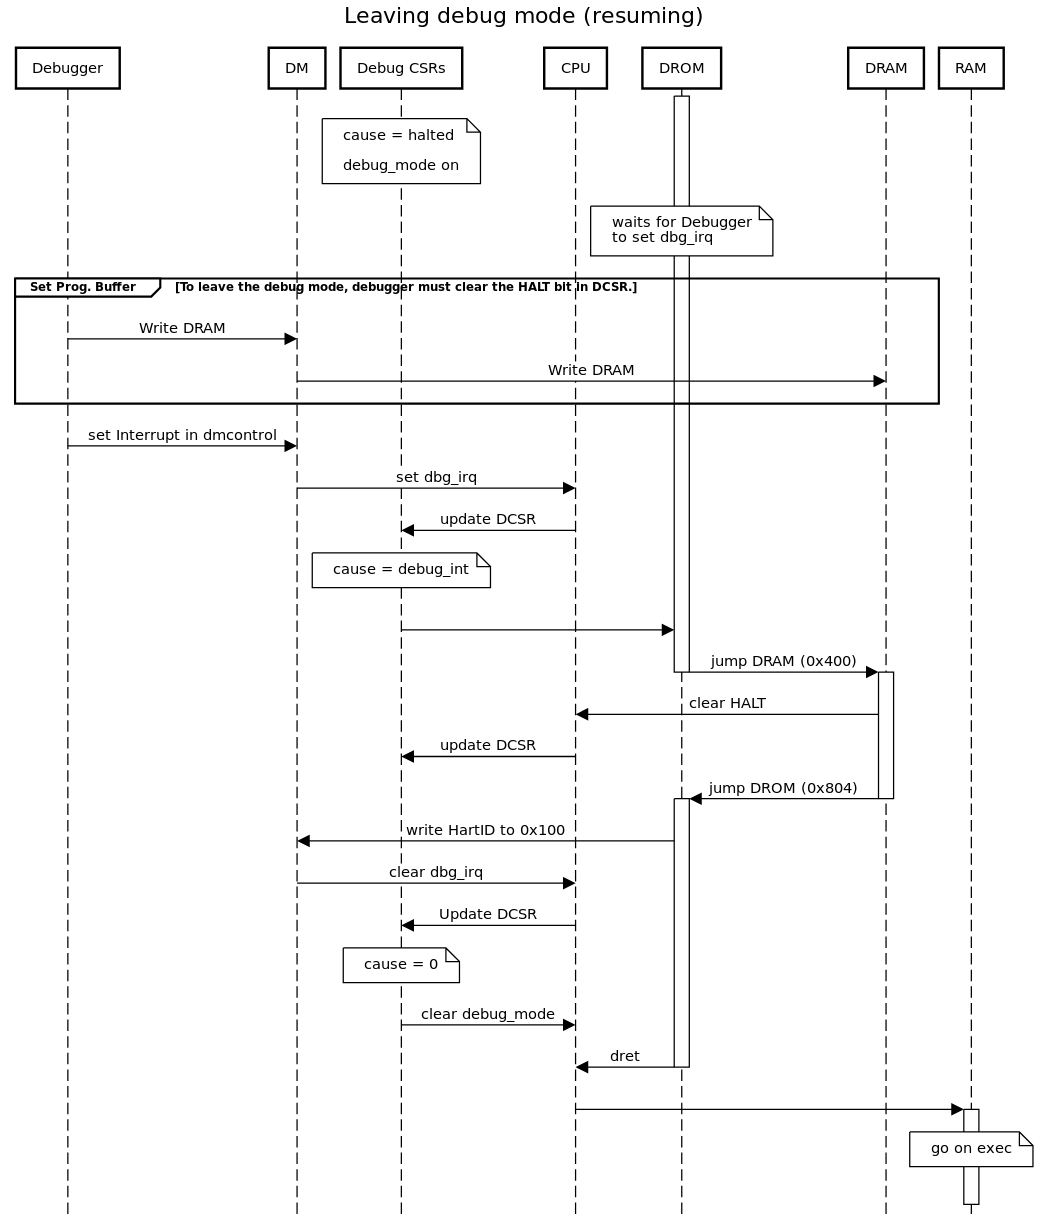 Leaving debug mode (resuming)
Debugger
DM
Debug CSRs
CPU
DROM
DRAM
RAM
cause = halted
debug_mode on
waits for Debugger
to set dbg_irq
Set Prog. Buffer
[To leave the debug mode, debugger must clear the HALT bit in DCSR.]
Write DRAM
Write DRAM
set Interrupt in dmcontrol
set dbg_irq
update DCSR
cause = debug_int
jump DRAM (0x400)
clear HALT
update DCSR
jump DROM (0x804)
write HartID to 0x100
clear dbg_irq
Update DCSR
cause = 0
clear debug_mode
dret
go on exec